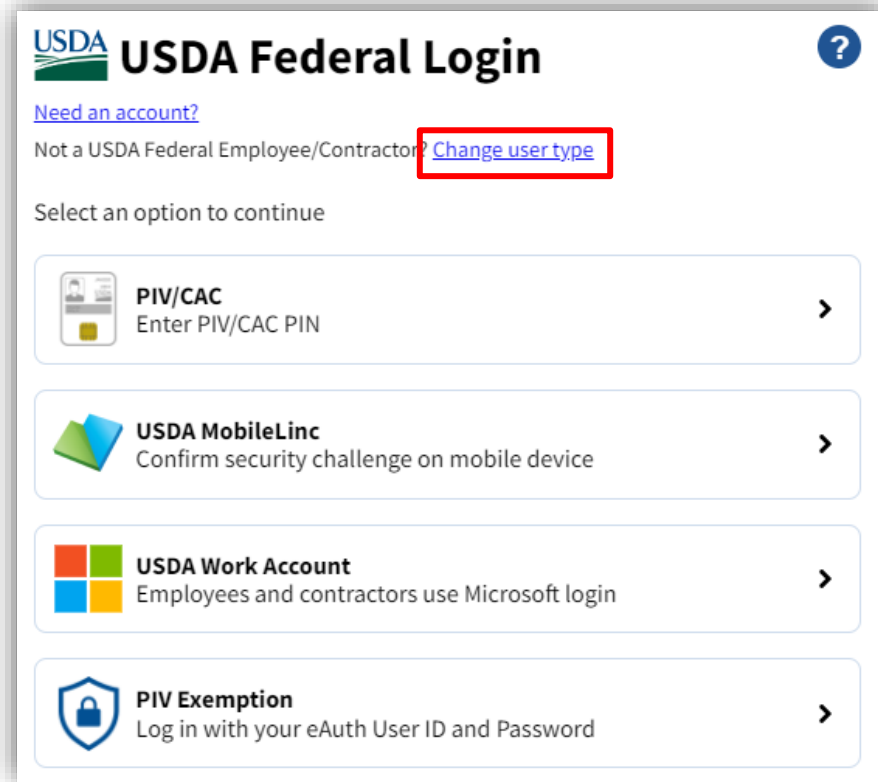 USDA USDA Federal Login
?
Need an account?
Not a USDA Federal Employee/Contractor? Change user type
Select an option to continue
PIV/CAC
Enter PIV/CAC PIN
USDA MobileLinc
Confirm security challenge on mobile device
USDA Work Account
Employees and contractors use Microsoft login
PIV Exemption
Log in with your eAuth User ID and Password